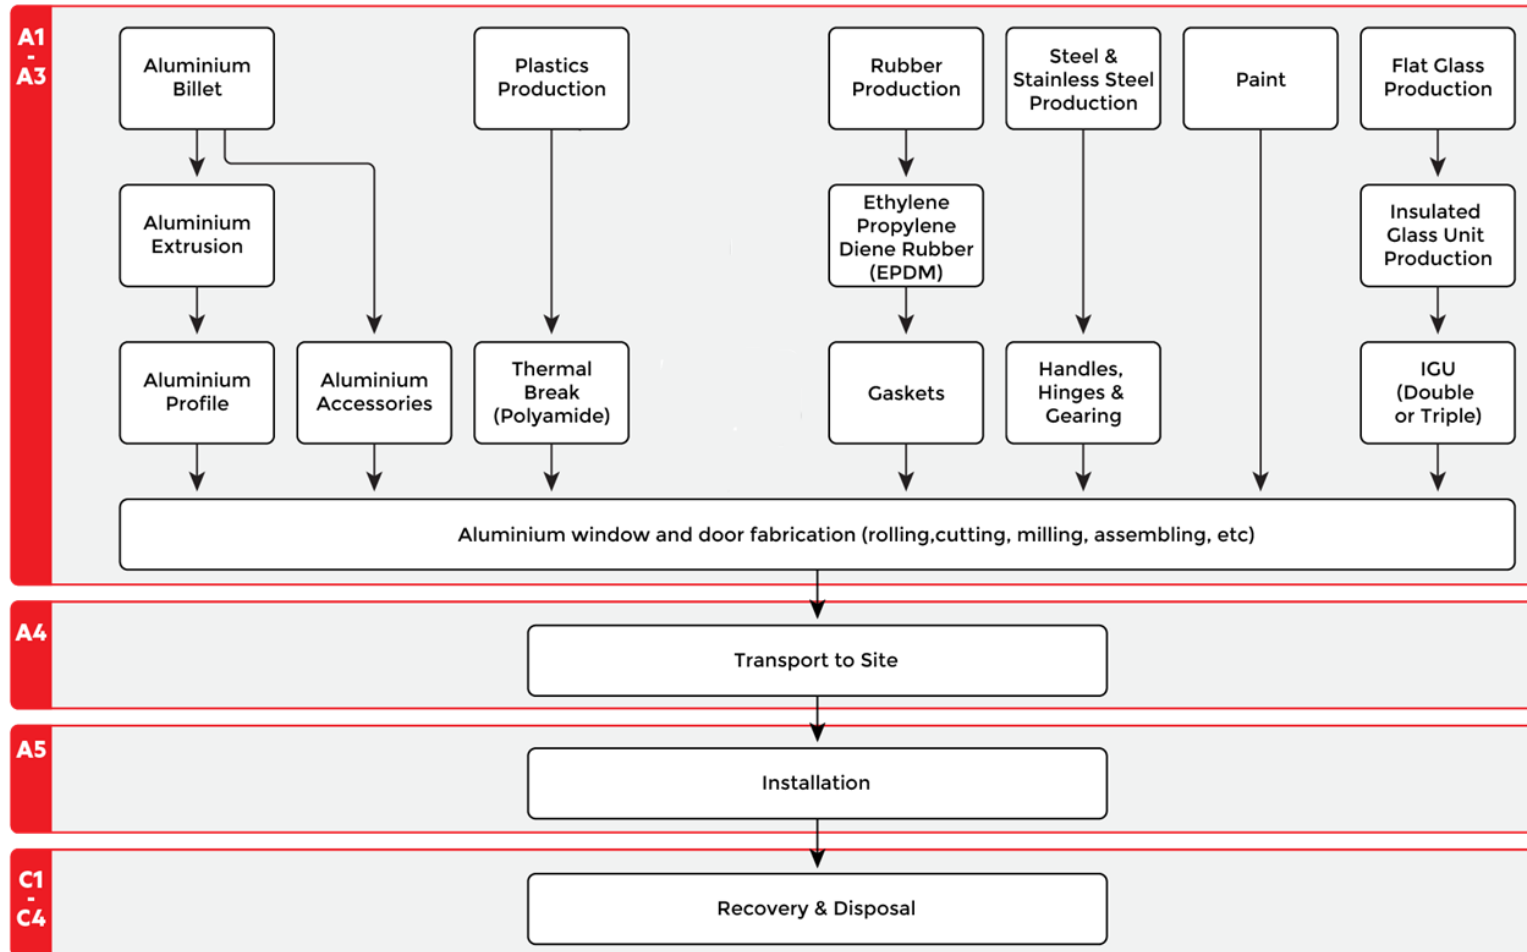 A1
-
A3
Aluminium
Billet
Plastics
Production
Rubber
Production
Steel &
Stainless Steel
Production
Paint
Flat Glass
Production
Aluminium
Extrusion
Ethylene
Propylene
Diene Rubber
(EPDM)
Insulated
Glass Unit
Production
Aluminium
Profile
Aluminium
Accessories
Thermal
Break
(Polyamide)
Gaskets
Handles,
Hinges &
Gearing
IGU
(Double
or Triple)
Aluminium window and door fabrication (rolling,cutting, milling, assembling, etc)
A4
Transport to Site
A5
Installation
C1
-
C4
Recovery & Disposal